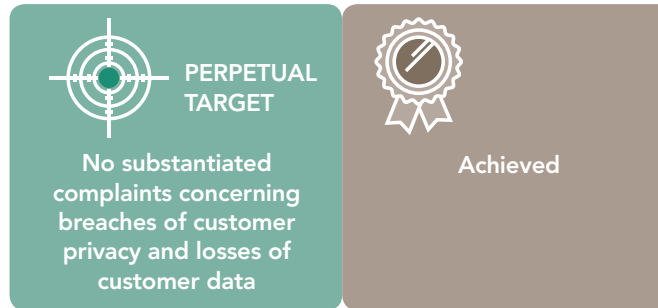 PERPETUAL
TARGET
No substantiated
complaints concerning
breaches of customer
privacy and losses of
customer data
Achieved